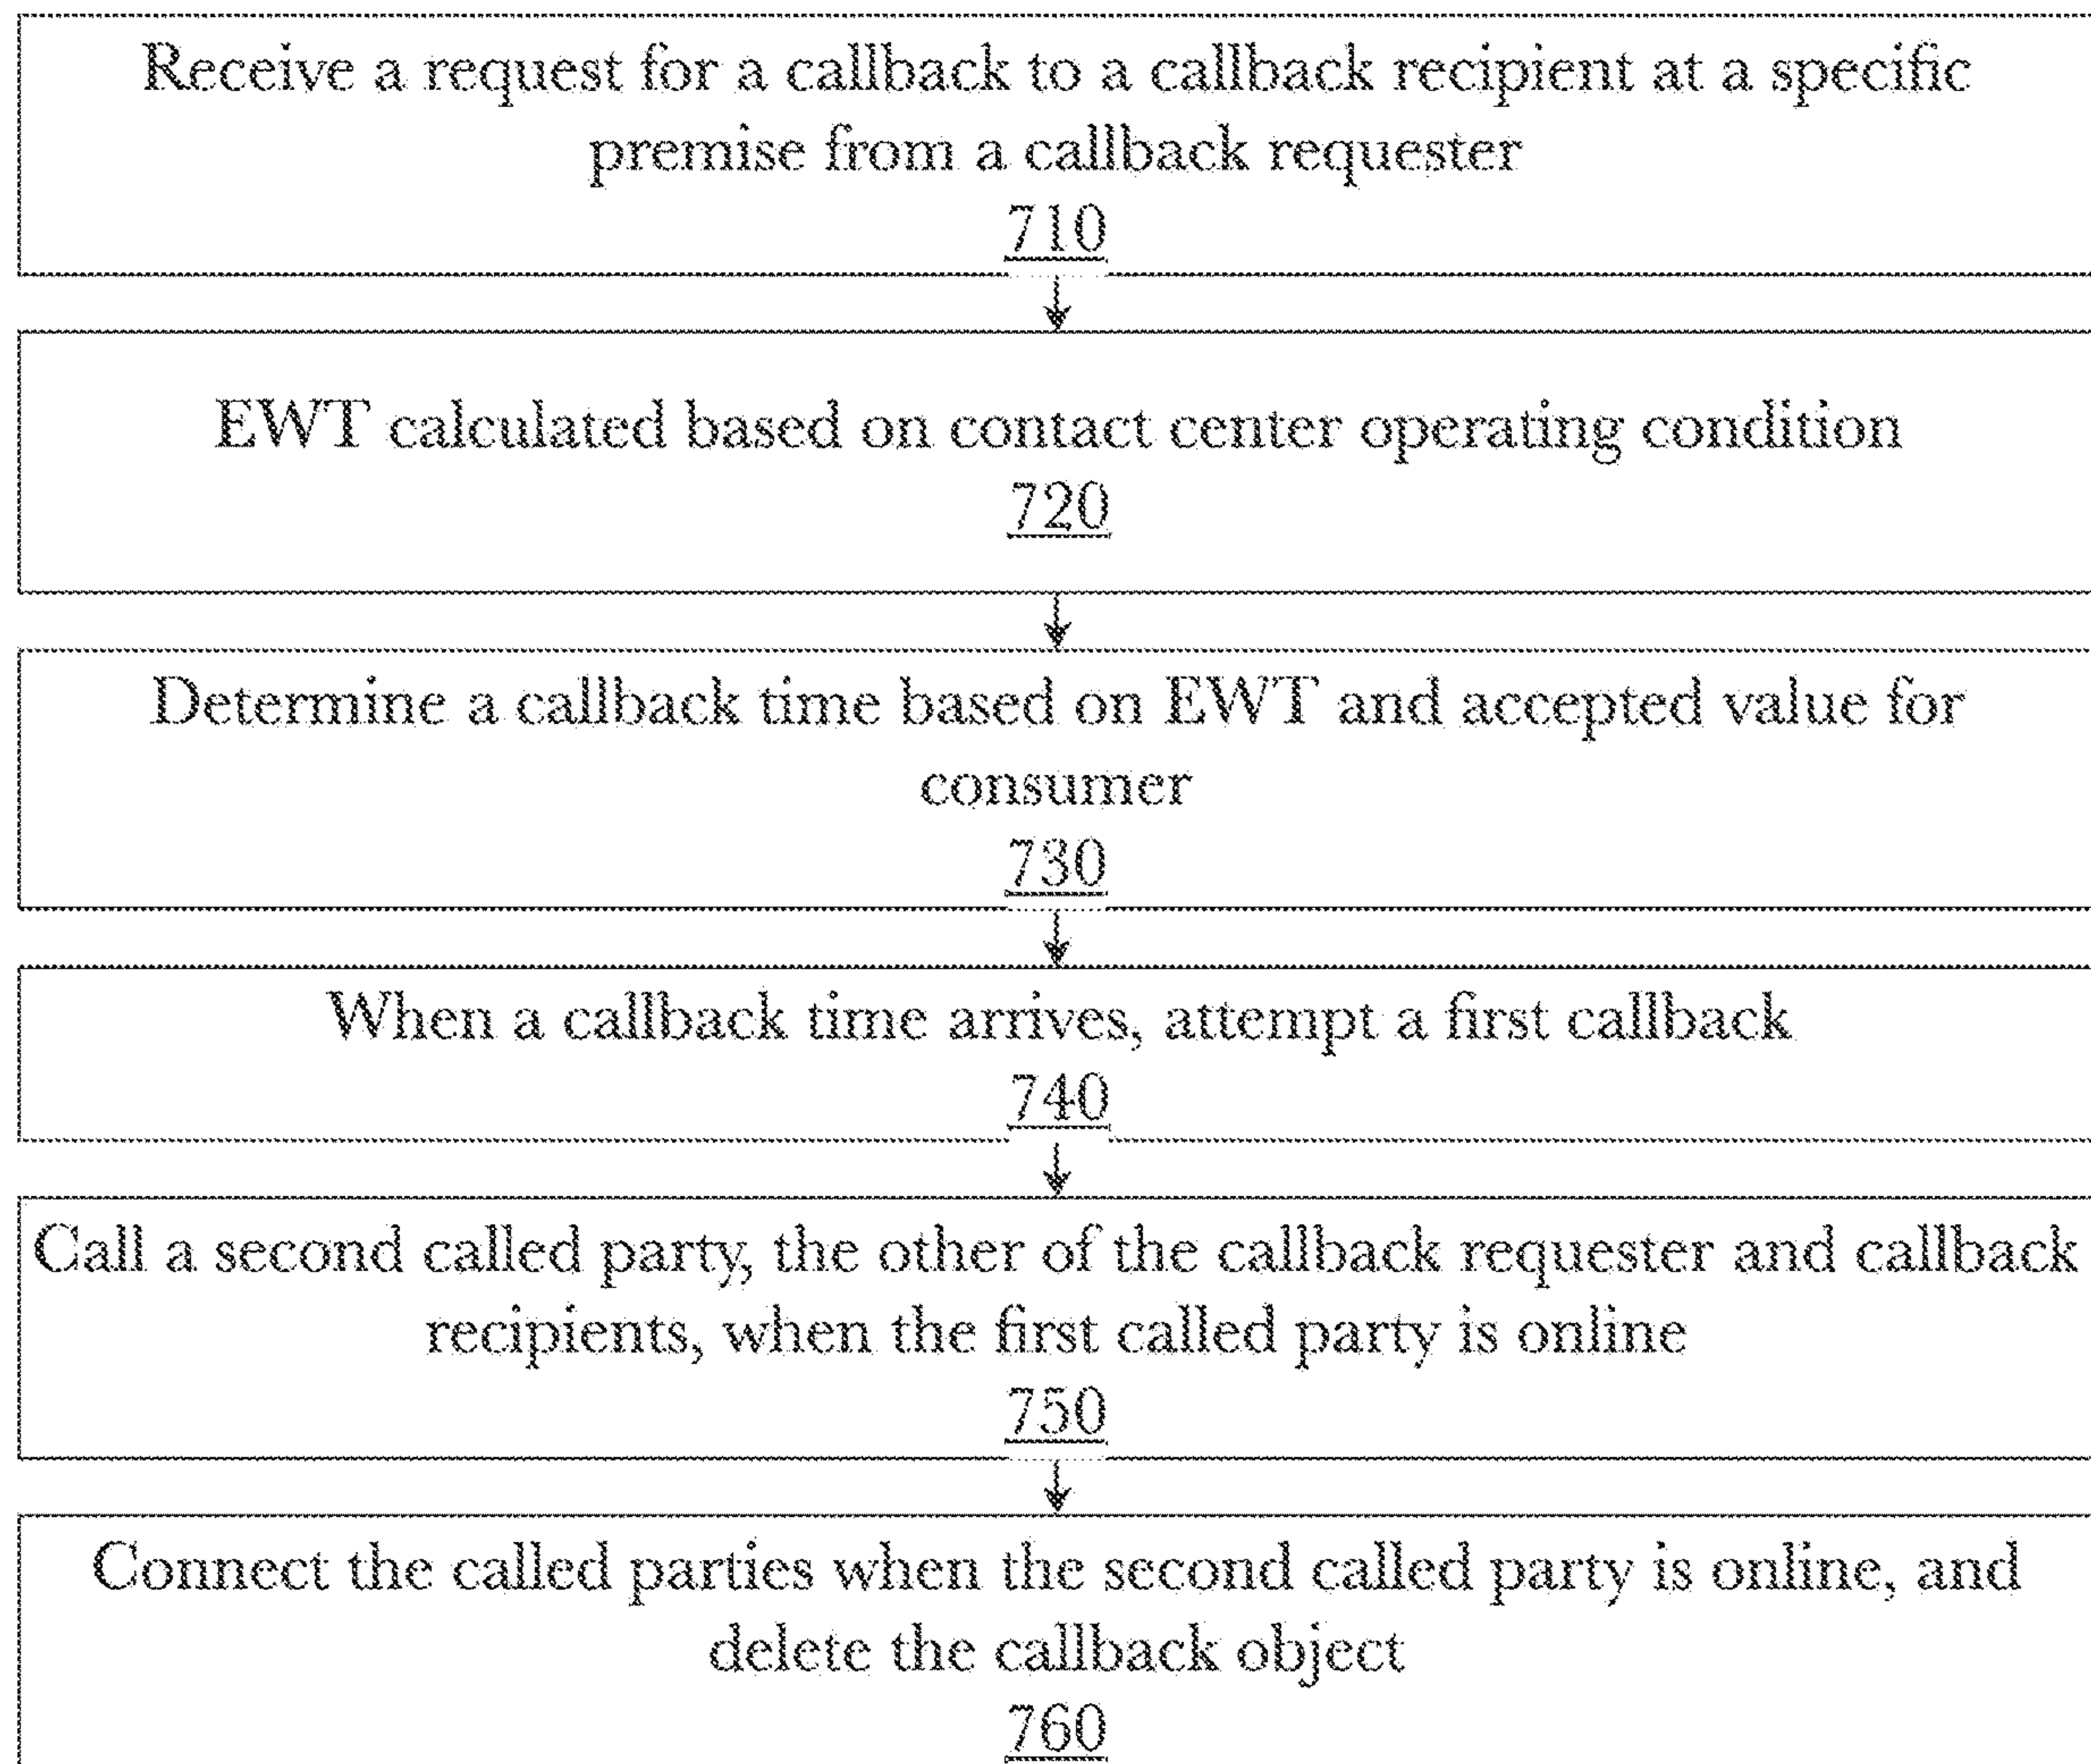 Receive a request for a callback to a callback recipient at a specific
premise from a callback requester
710
EWT calculated based on contact center operating condition
720
Determine a callback time based on EWT and accepted value for
consumer
730
When a callback time arrives, attempt a first callback
740
Call a second called party, the other of the callback requester and callback
recipients, when the first called party is online
750
Connect the called parties when the second called party is online, and
delete the callback object
760